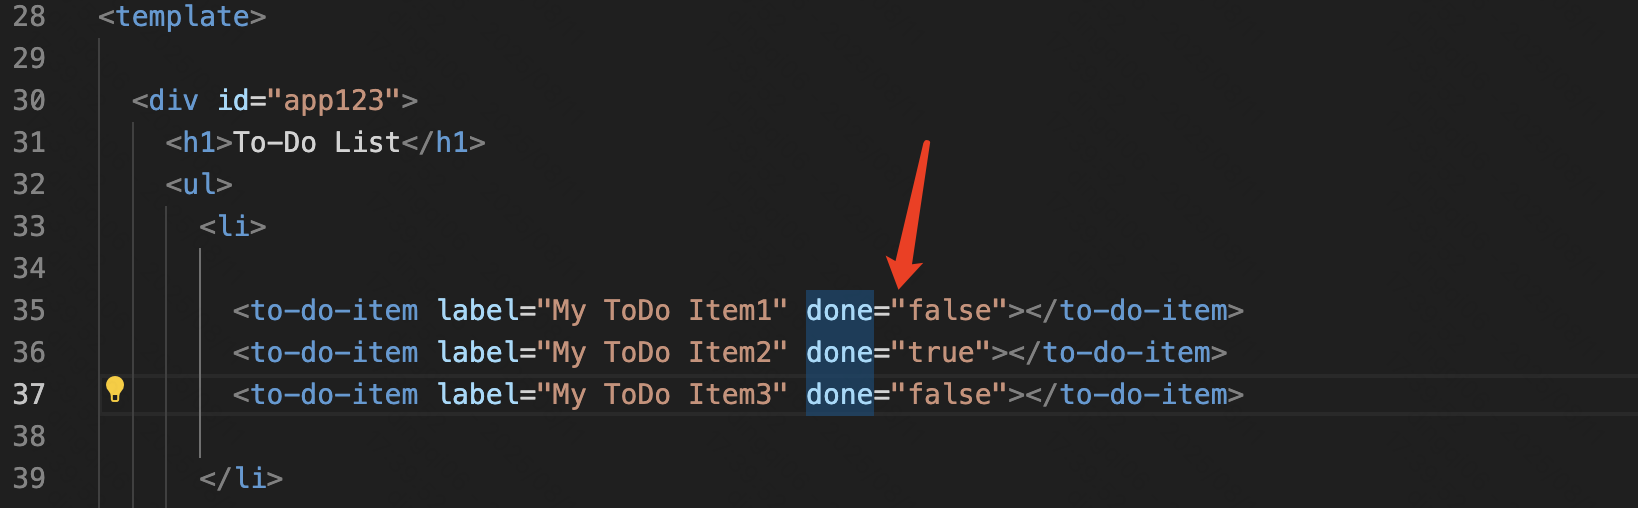 28 <template>
29
30 <div id="app123">
31 <h1>To-Do List</h1>
32 <ul>
33 <li>
34
35 <to-do-item label="My ToDo Item1" done="false"></to-do-item>
36 <to-do-item label="My ToDo Item2" done="true"></to-do-item>
37 <to-do-item label="My ToDo Item3" done="false"></to-do-item>
38
39 </li>